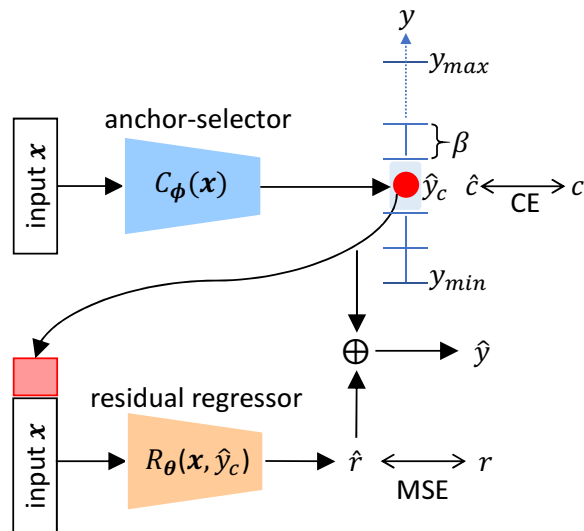 y
y_max
anchor-selector
β
input x
C_ϕ(x)
ŷ_c
ĉ
c
CE
y_min
ŷ
residual regressor
input x
R_θ(x, ŷ_c)
r̂
r
MSE